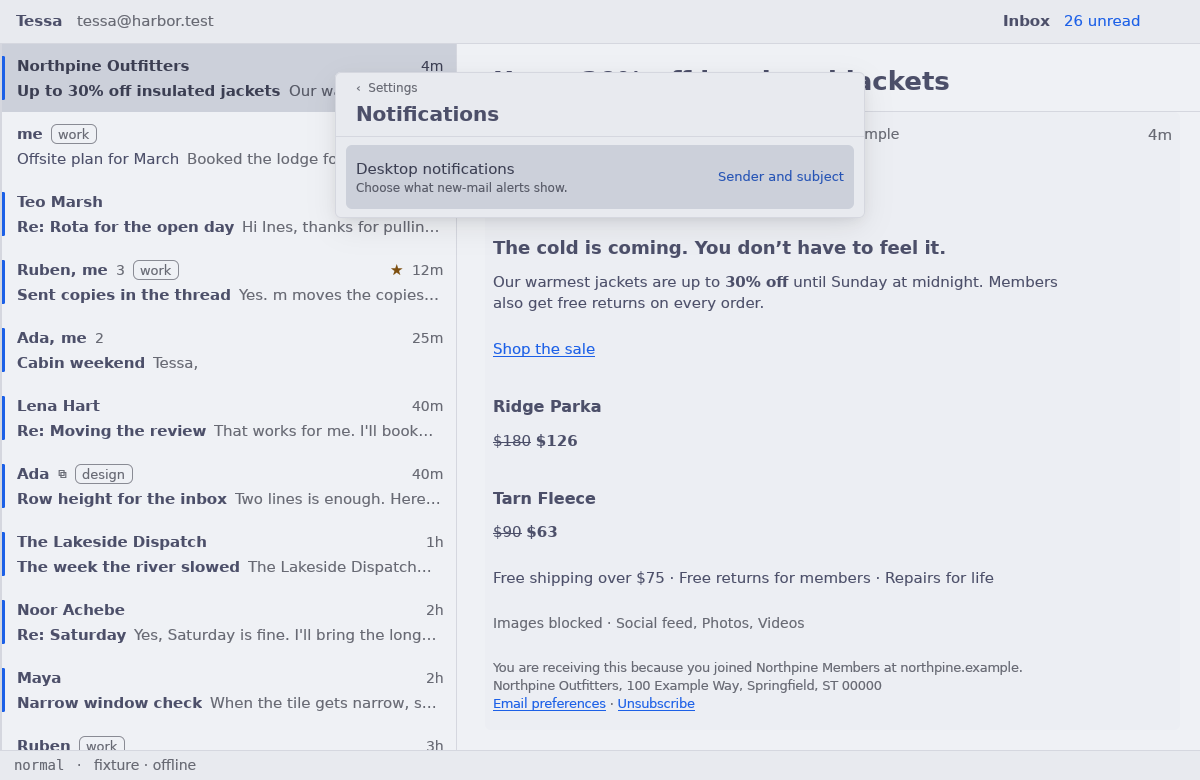 Tessa tessa@harbor.test
Inbox 26 unread
Northpine Outfitters 4m
Up to 30% off insulated jackets Our
me work
Offsite plan for March Booked the lodge
Teo Marsh
Re: Rota for the open day Hi Ines, thanks for pullin…
Ruben, me 3 work ★ 12m
Sent copies in the thread Yes. m moves the copies…
Ada, me 2 25m
Cabin weekend Tessa,
Lena Hart 40m
Re: Moving the review That works for me. I'll book…
Ada ⧉ design 40m
Row height for the inbox Two lines is enough. Here…
The Lakeside Dispatch 1h
The week the river slowed The Lakeside Dispatch…
Noor Achebe 2h
Re: Saturday Yes, Saturday is fine. I'll bring the long…
Maya 2h
Narrow window check When the tile gets narrow, s…
Ruben work 3h
‹ Settings
Notifications
Desktop notifications
Choose what new-mail alerts show.
Sender and subject
4m
The cold is coming. You don’t have to feel it.
Our warmest jackets are up to 30% off until Sunday at midnight. Members
also get free returns on every order.
Shop the sale
Ridge Parka
$180 $126
Tarn Fleece
$90 $63
Free shipping over $75 · Free returns for members · Repairs for life
Images blocked · Social feed, Photos, Videos
You are receiving this because you joined Northpine Members at northpine.example.
Northpine Outfitters, 100 Example Way, Springfield, ST 00000
Email preferences · Unsubscribe
normal · fixture · offline